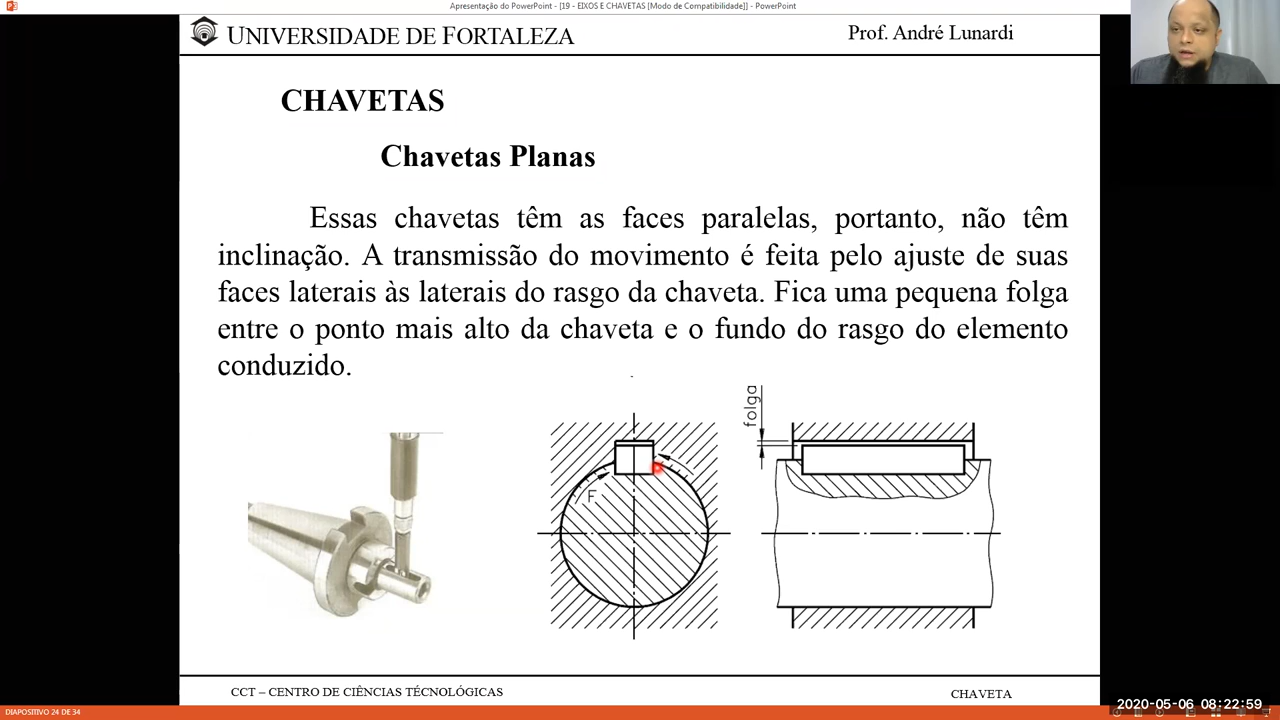 Apresentação do PowerPoint - [19 - EIXOS E CHAVETAS [Modo de Compatibilidade]] - PowerPoint
UNIVERSIDADE DE FORTALEZA
Prof. André Lunardi
CHAVETAS
Chavetas Planas
Essas chavetas têm as faces paralelas, portanto, não têm
inclinação. A transmissão do movimento é feita pelo ajuste de suas
faces laterais às laterais do rasgo da chaveta. Fica uma pequena folga
entre o ponto mais alto da chaveta e o fundo do rasgo do elemento
conduzido.
folga
F
CCT – CENTRO DE CIÊNCIAS TÉCNOLÓGICAS
CHAVETA
2020-05-06 08:22:59
DIAPOSITIVO 24 DE 34